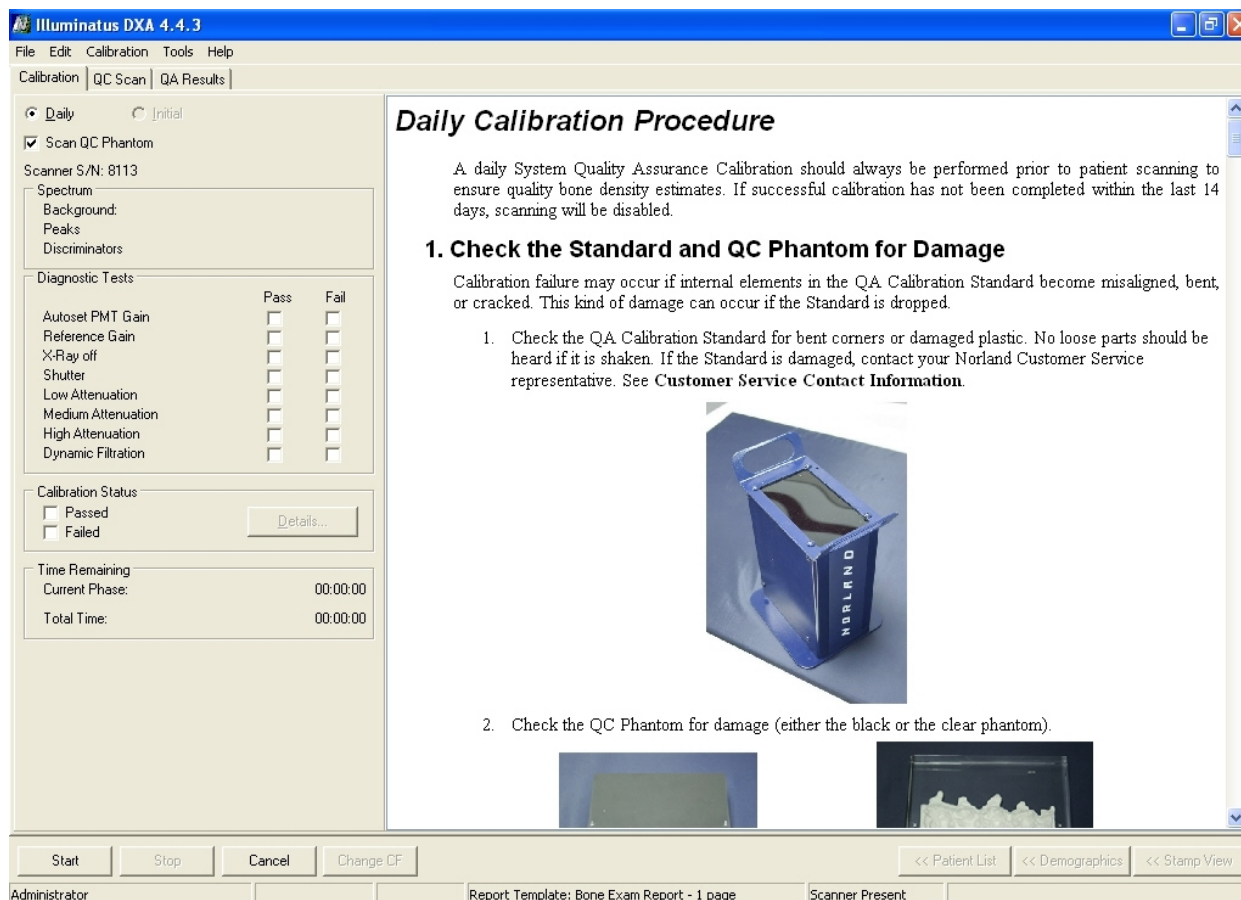 Illuminatus DXA 4.4.3
File Edit Calibration Tools Help
Calibration QC Scan QA Results
Daily Initial
Scan QC Phantom
Scanner S/N: 8113
Spectrum
Background:
Peaks
Discriminators
Diagnostic Tests
Pass Fail
Autoset PMT Gain
Reference Gain
X-Ray off
Shutter
Low Attenuation
Medium Attenuation
High Attenuation
Dynamic Filtration
Calibration Status
Passed
Failed
Details...
Time Remaining
Current Phase: 00:00:00
Total Time: 00:00:00
Daily Calibration Procedure
A daily System Quality Assurance Calibration should always be performed prior to patient scanning to
ensure quality bone density estimates. If successful calibration has not been completed within the last 14
days, scanning will be disabled.
1. Check the Standard and QC Phantom for Damage
Calibration failure may occur if internal elements in the QA Calibration Standard become misaligned, bent,
or cracked. This kind of damage can occur if the Standard is dropped.
1. Check the QA Calibration Standard for bent corners or damaged plastic. No loose parts should be
heard if it is shaken. If the Standard is damaged, contact your Norland Customer Service
representative. See Customer Service Contact Information.
NORLAND
2. Check the QC Phantom for damage (either the black or the clear phantom).
Start Stop Cancel Change CF << Patient List << Demographics << Stamp View
Administrator Report Template: Bone Exam Report - 1 page Scanner Present